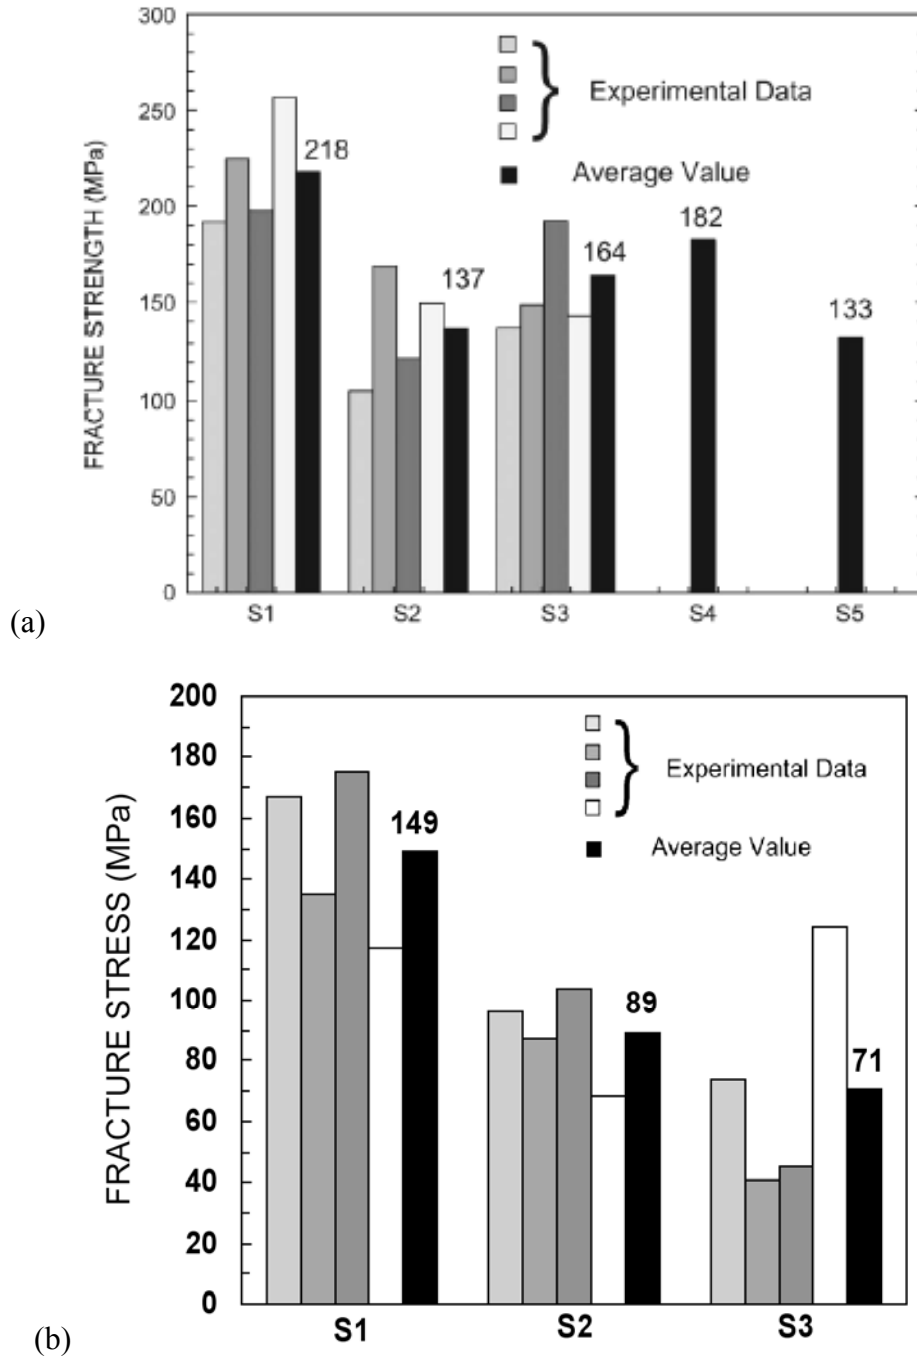 300
250
200
150
100
50
0
FRACTURE STRENGTH (MPa)
Experimental Data
Average Value
218
137
164
182
133
S1 S2 S3 S4 S5
(a)
200
180
160
140
120
100
80
60
40
20
0
FRACTURE STRESS (MPa)
Experimental Data
Average Value
149
89
71
S1 S2 S3
(b)